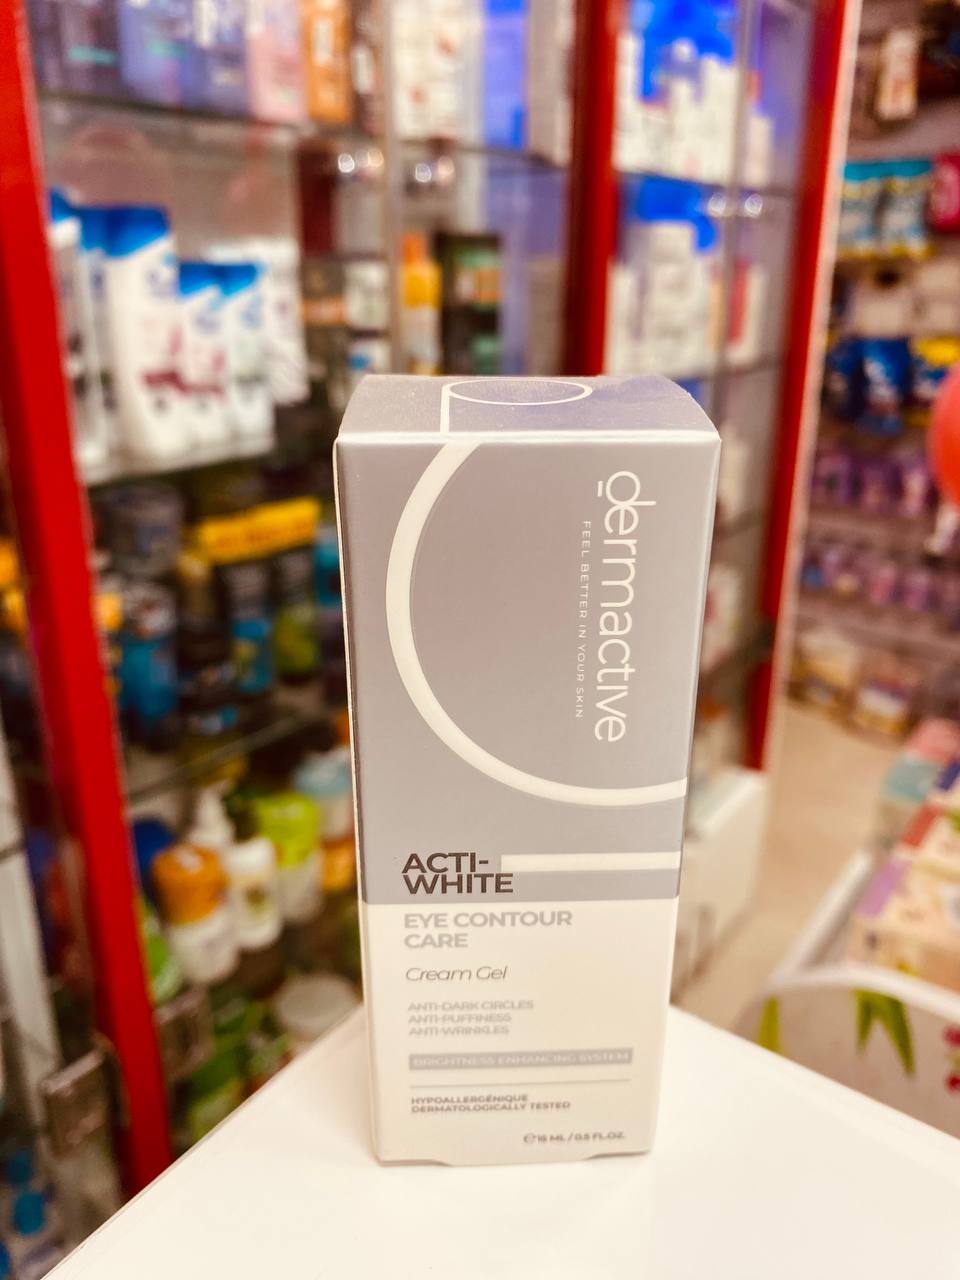 dermactive
FEEL BETTER IN YOUR SKIN
ACTI-
WHITE
EYE CONTOUR
CARE
Cream Gel
ANTI-DARK CIRCLES
ANTI-PUFFINESS
ANTI-WRINKLES
BRIGHTNESS ENHANCING SYSTEM
HYPOALLERGÉNIQUE
DERMATOLOGICALLY TESTED
℮15 ML / 0.5 FL.OZ.